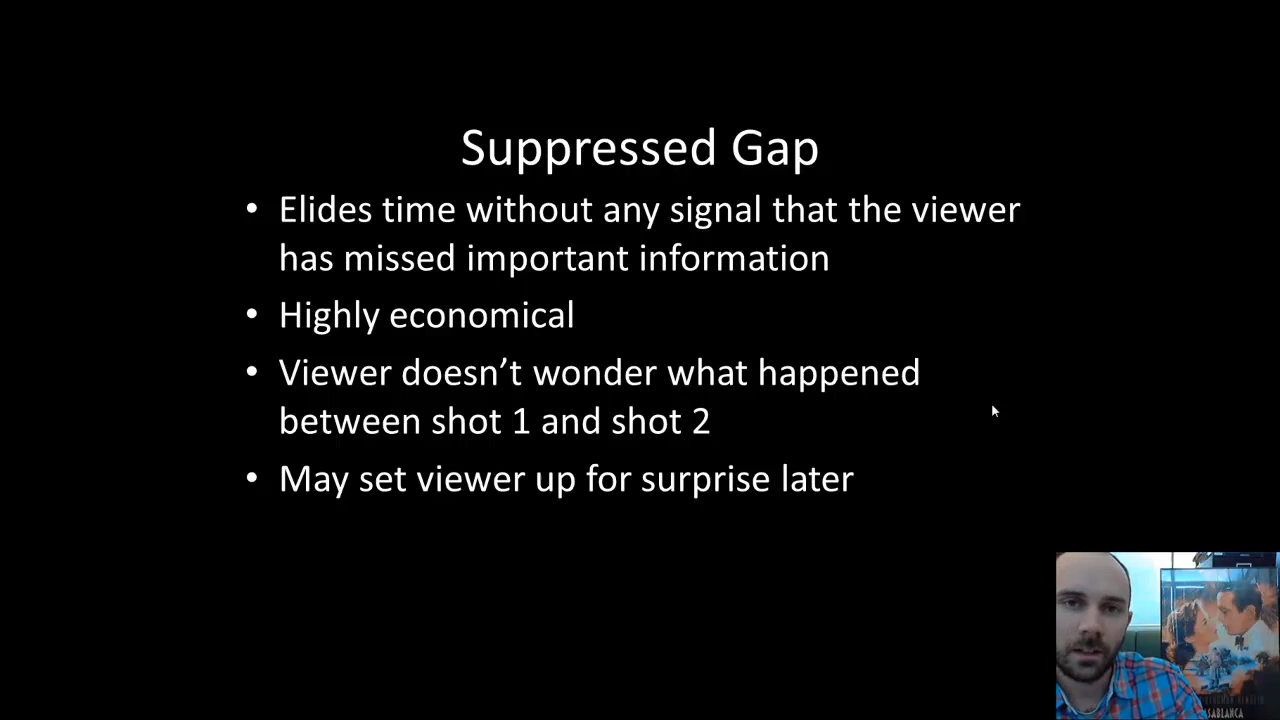 Suppressed Gap
• Elides time without any signal that the viewer
has missed important information
• Highly economical
• Viewer doesn’t wonder what happened
between shot 1 and shot 2
• May set viewer up for surprise later
SABLANCA